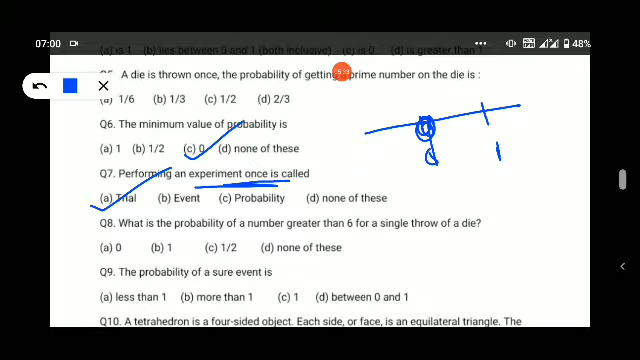 07:00 48%
(a) is 1 (b) lies between 0 and 1 (both inclusive) (c) is 0 (d) is greater than 1
Q5. A die is thrown once, the probability of getting a prime number on the die is :
(a) 1/6 (b) 1/3 (c) 1/2 (d) 2/3
Q6. The minimum value of probability is
(a) 1 (b) 1/2 (c) 0 (d) none of these
0 1
Q7. Performing an experiment once is called
(a) Trial (b) Event (c) Probability (d) none of these
Q8. What is the probability of a number greater than 6 for a single throw of a die?
(a) 0 (b) 1 (c) 1/2 (d) none of these
Q9. The probability of a sure event is
(a) less than 1 (b) more than 1 (c) 1 (d) between 0 and 1
Q10. A tetrahedron is a four-sided object. Each side, or face, is an equilateral triangle. The